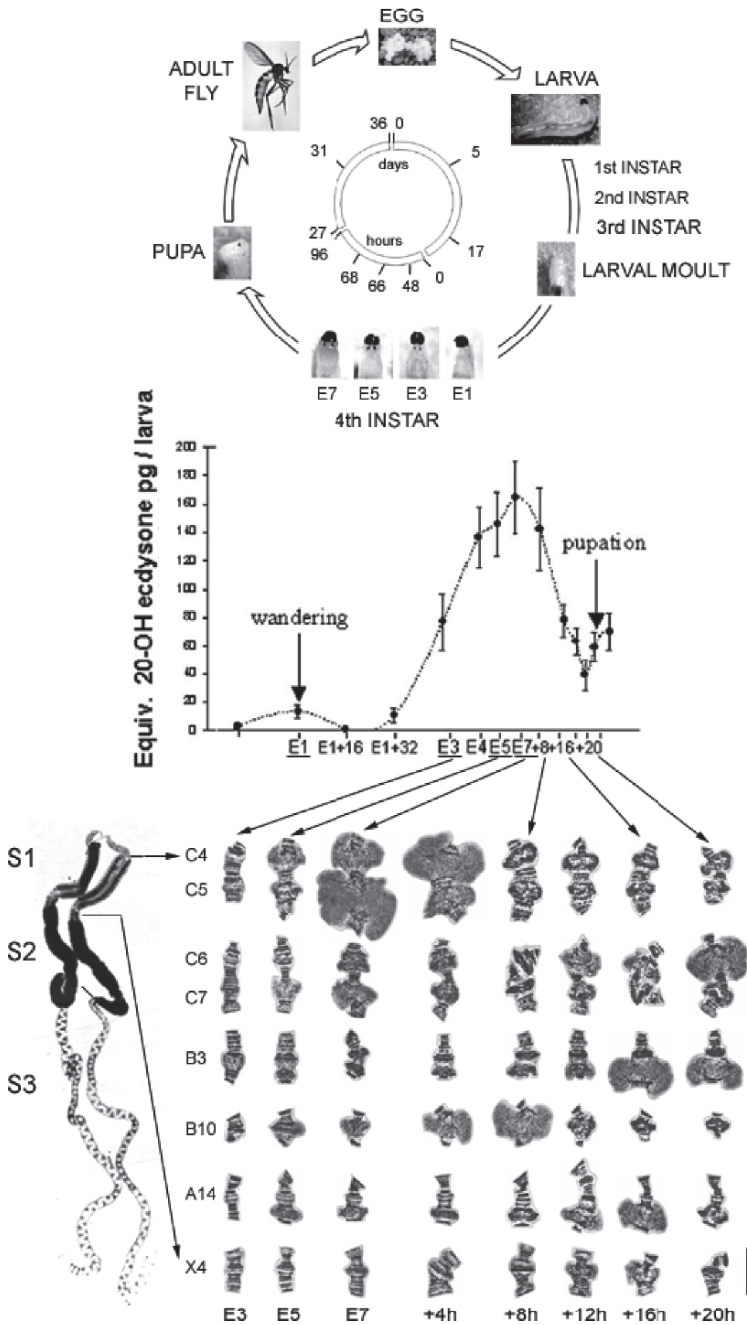 EGG
ADULT
FLY
LARVA
36 0
31
days
5
1st INSTAR
2nd INSTAR
3rd INSTAR
27
96
hours
17
PUPA
68
66
48
0
LARVAL MOULT
E7 E5 E3 E1
4th INSTAR
Equiv. 20-OH ecdysone pg / larva
200
180
160
140
120
100
80
60
40
20
0
wandering
pupation
E1 E1+16 E1+32 E3 E4 E5 E7+8+16+20
S1
S2
S3
C4
C5
C6
C7
B3
B10
A14
X4
E3 E5 E7 +4h +8h +12h +16h +20h